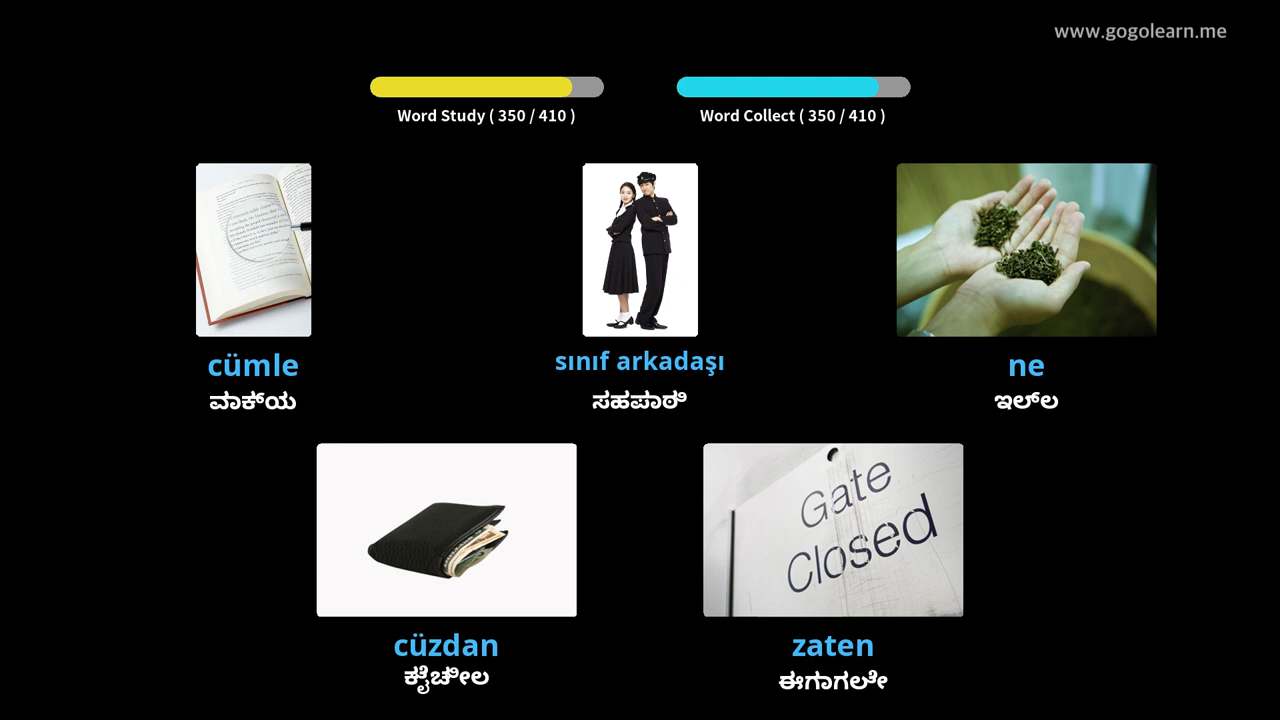 www.gogolearn.me
Word Study ( 350 / 410 )
Word Collect ( 350 / 410 )
cümle
ವಾಕ್ಯ
sınıf arkadaşı
ಸಹಪಾಠಿ
ne
ಇಲ್ಲ
Gate
Closed
cüzdan
ಕೈಚೀಲ
zaten
ಈಗಾಗಲೇ